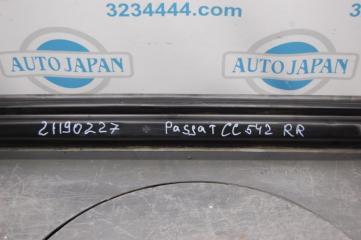 3234444.com
AUTO JAPAN
AUTO JAPAN
21190227 Passat CC 542 RR